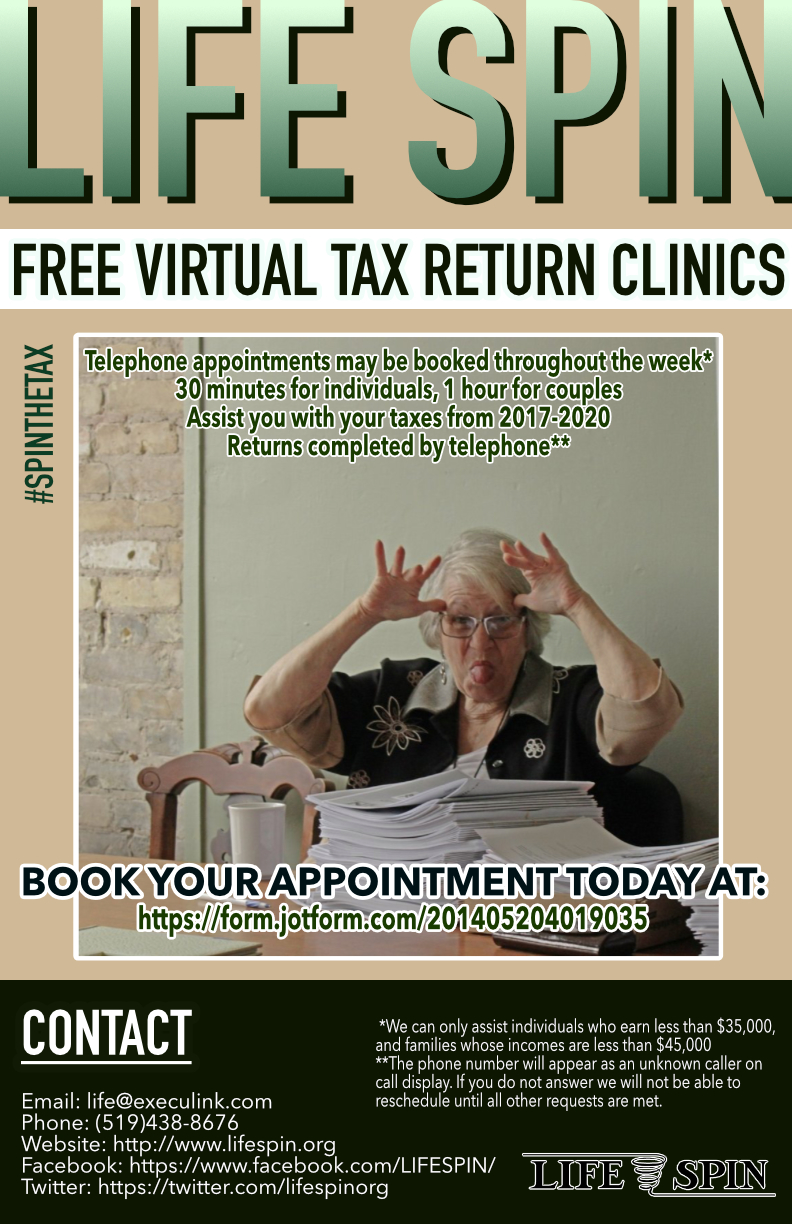 LIFE SPIN
FREE VIRTUAL TAX RETURN CLINICS
#SPINTHETAX
Telephone appointments may be booked throughout the week*
30 minutes for individuals, 1 hour for couples
Assist you with your taxes from 2017-2020
Returns completed by telephone**
BOOK YOUR APPOINTMENT TODAY AT:
https://form.jotform.com/201405204019035
CONTACT
Email: life@execulink.com
Phone: (519)438-8676
Website: http://www.lifespin.org
Facebook: https://www.facebook.com/LIFESPIN/
Twitter: https://twitter.com/lifespinorg
*We can only assist individuals who earn less than $35,000,
and families whose incomes are less than $45,000
**The phone number will appear as an unknown caller on
call display. If you do not answer we will not be able to
reschedule until all other requests are met.
LIFE SPIN